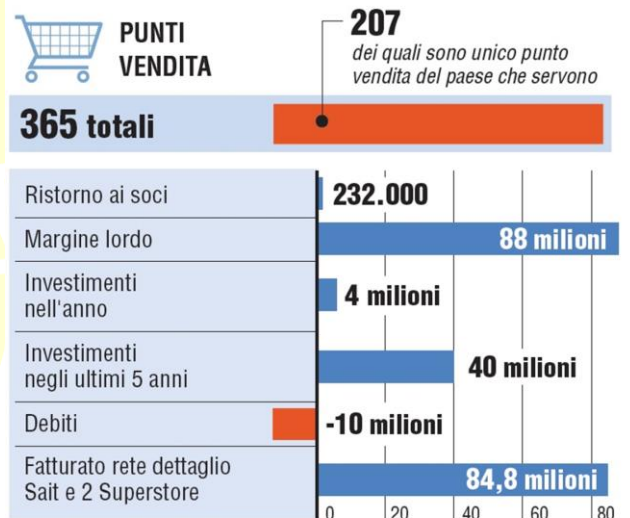 PUNTI
VENDITA
207
dei quali sono unico punto
vendita del paese che servono
365 totali
Ristorno ai soci
232.000
Margine lordo
88 milioni
Investimenti
nell'anno
4 milioni
Investimenti
negli ultimi 5 anni
40 milioni
Debiti
-10 milioni
Fatturato rete dettaglio
Sait e 2 Superstore
84,8 milioni
0 20 40 60 80